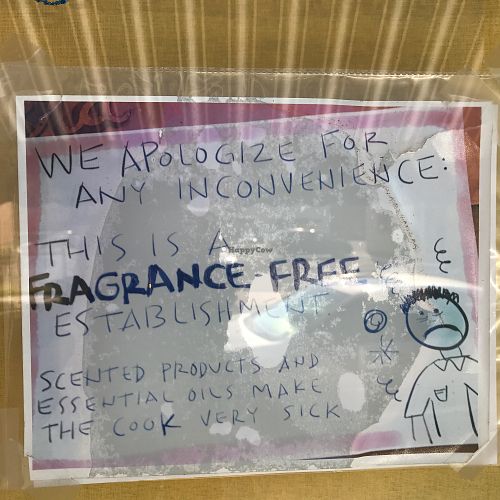 WE APOLOGIZE FOR
ANY INCONVENIENCE:
THIS IS A
HappyCow
FRAGRANCE-FREE
ESTABLISHMENT
SCENTED PRODUCTS AND
ESSENTIAL OILS MAKE
THE COOK VERY SICK